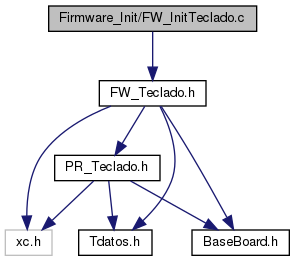 Firmware_Init/FW_InitTeclado.c
FW_Teclado.h
PR_Teclado.h
xc.h
Tdatos.h
BaseBoard.h